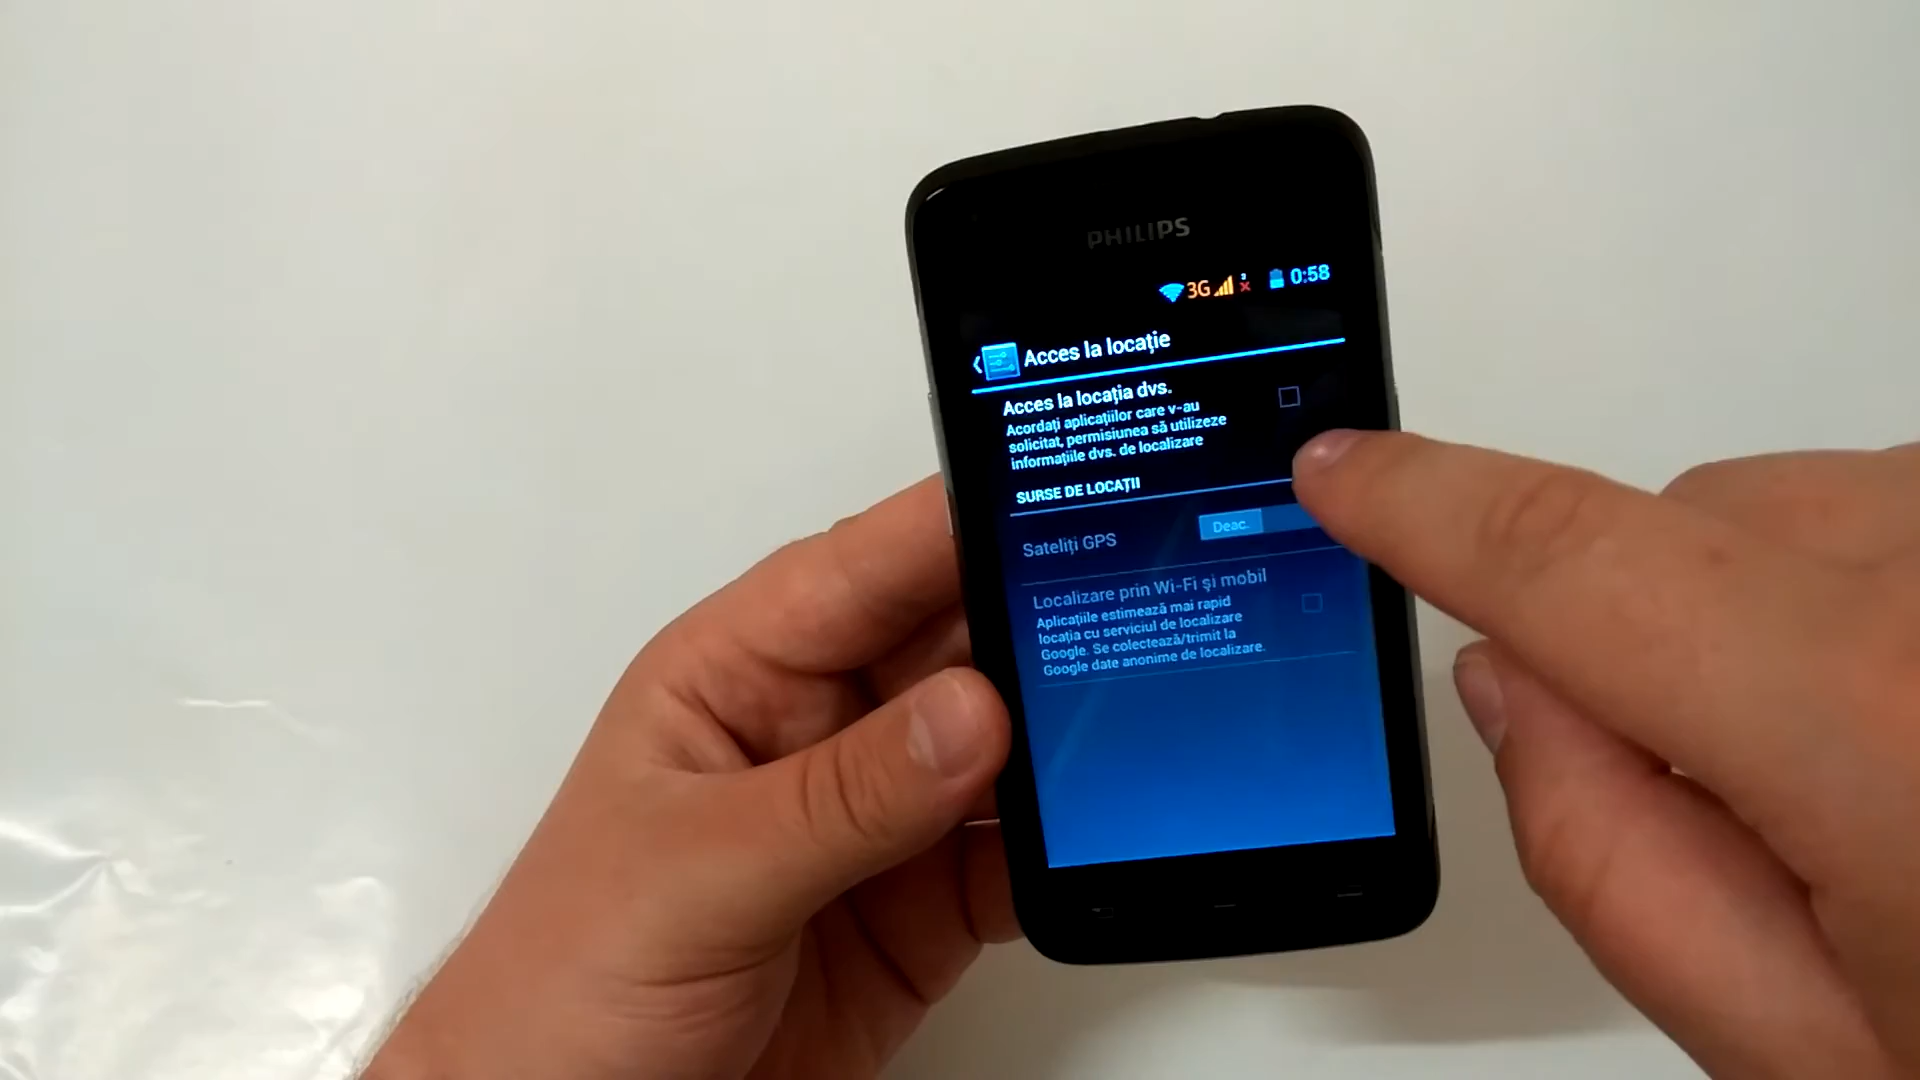 PHILIPS
3G 0:58
Acces la locație
Acces la locația dvs.
Acordați aplicațiilor care v-au
solicitat, permisiunea să utilizeze
informațiile dvs. de localizare
SURSE DE LOCAȚII
Sateliți GPS
Deac.
Localizare prin Wi-Fi și mobil
Aplicațiile estimează mai rapid
locația cu serviciul de localizare
Google. Se colectează/trimit la
Google date anonime de localizare.